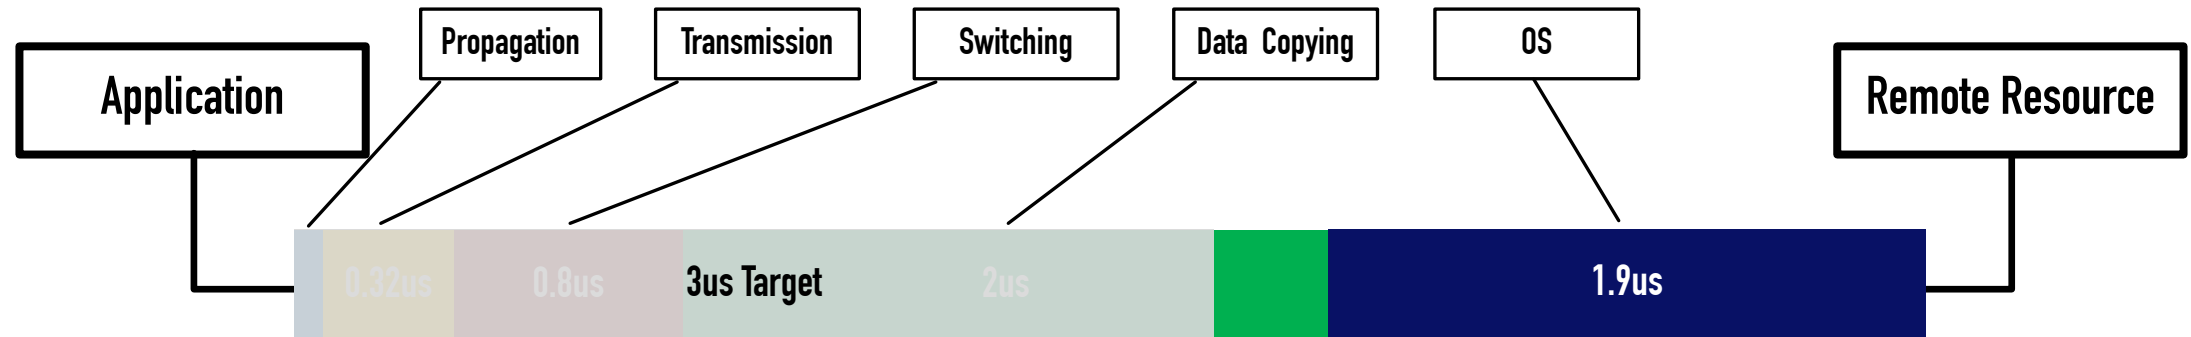 Propagation
Transmission
Switching
Data Copying
OS
Application
Remote Resource
0.32us
0.8us
3us Target
2us
1.9us